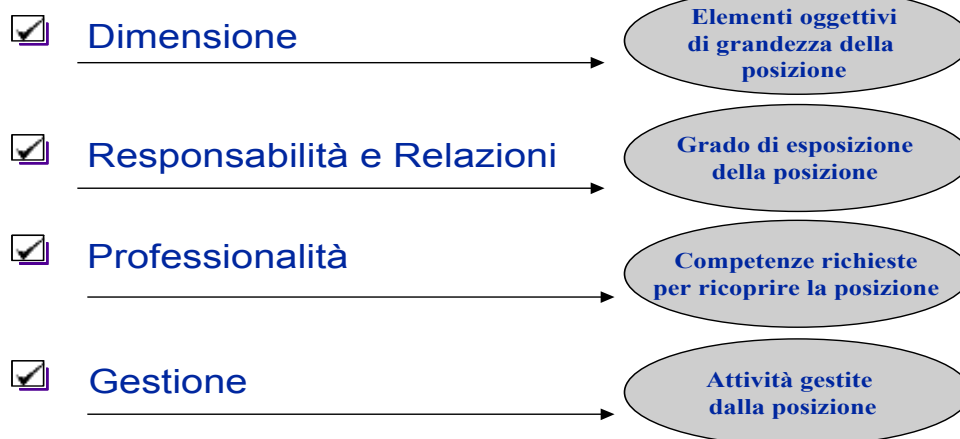 Dimensione
Elementi oggettivi
di grandezza della
posizione
Responsabilità e Relazioni
Grado di esposizione
della posizione
Professionalità
Competenze richieste
per ricoprire la posizione
Gestione
Attività gestite
dalla posizione